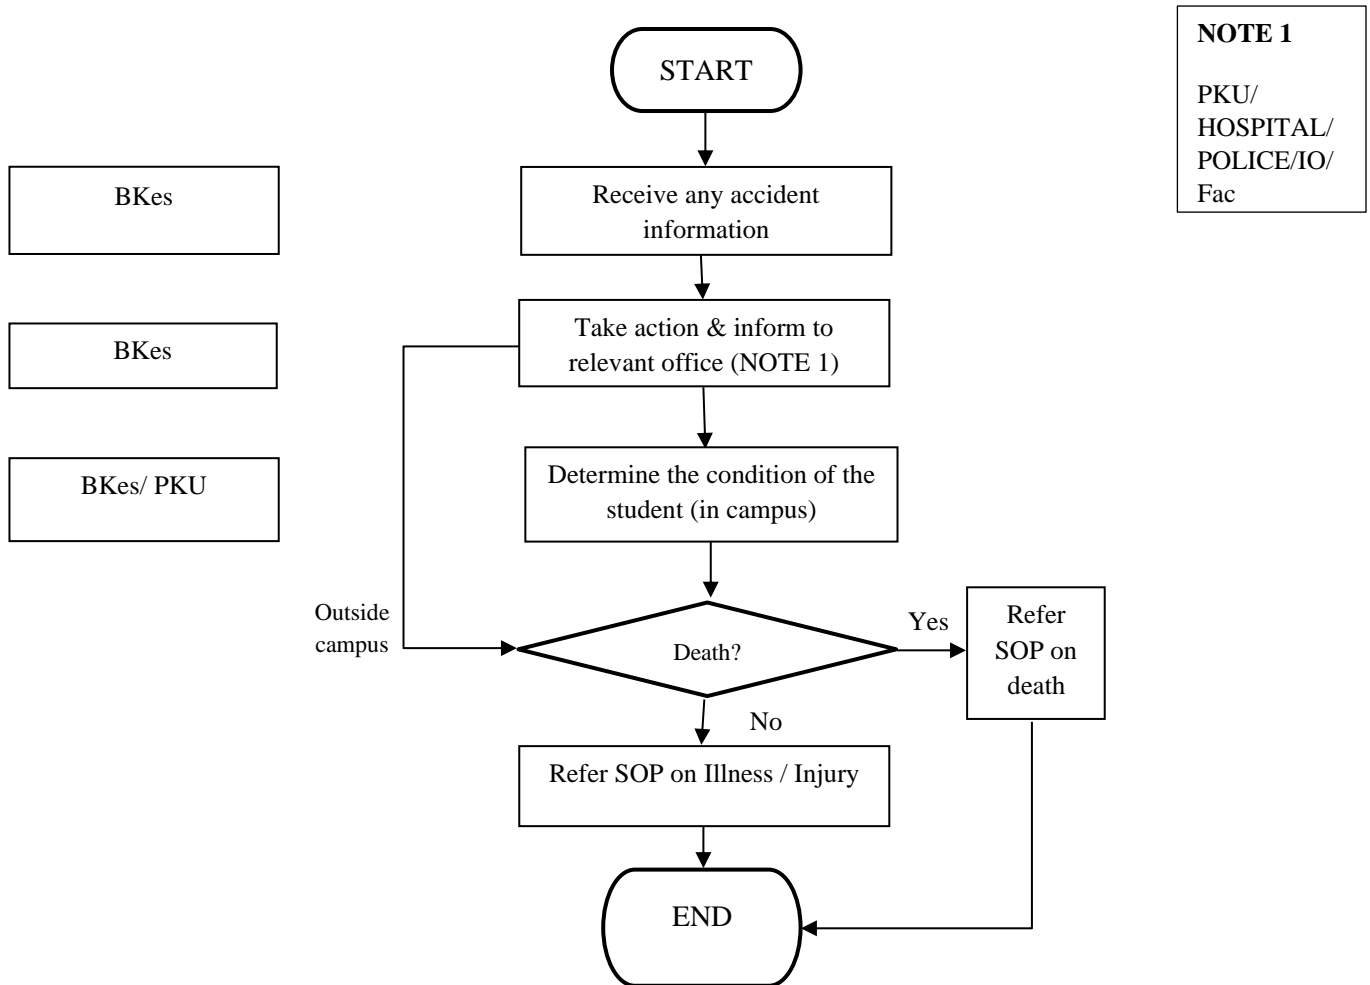 NOTE 1
PKU/
HOSPITAL/
POLICE/IO/
Fac
START
BKes
Receive any accident
information
BKes
Take action & inform to
relevant office (NOTE 1)
BKes/ PKU
Determine the condition of the
student (in campus)
Outside
campus
Death?
Yes
Refer
SOP on
death
No
Refer SOP on Illness / Injury
END